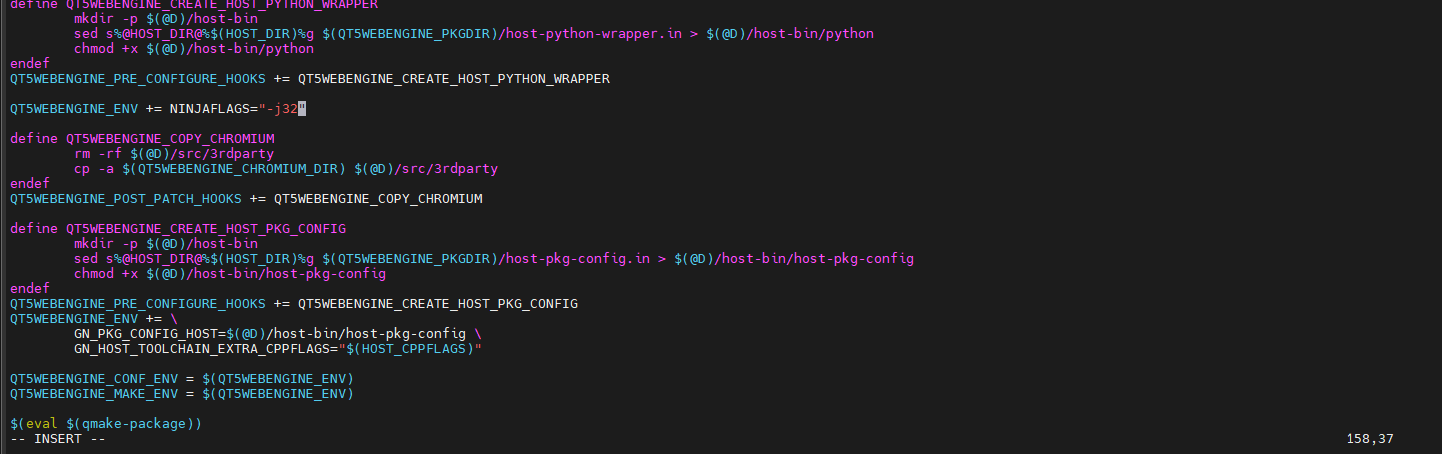 define QT5WEBENGINE_CREATE_HOST_PYTHON_WRAPPER
        mkdir -p $(@D)/host-bin
        sed s%@HOST_DIR@%$(HOST_DIR)%g $(QT5WEBENGINE_PKGDIR)/host-python-wrapper.in > $(@D)/host-bin/python
        chmod +x $(@D)/host-bin/python
endef
QT5WEBENGINE_PRE_CONFIGURE_HOOKS += QT5WEBENGINE_CREATE_HOST_PYTHON_WRAPPER

QT5WEBENGINE_ENV += NINJAFLAGS="-j32"

define QT5WEBENGINE_COPY_CHROMIUM
        rm -rf $(@D)/src/3rdparty
        cp -a $(QT5WEBENGINE_CHROMIUM_DIR) $(@D)/src/3rdparty
endef
QT5WEBENGINE_POST_PATCH_HOOKS += QT5WEBENGINE_COPY_CHROMIUM

define QT5WEBENGINE_CREATE_HOST_PKG_CONFIG
        mkdir -p $(@D)/host-bin
        sed s%@HOST_DIR@%$(HOST_DIR)%g $(QT5WEBENGINE_PKGDIR)/host-pkg-config.in > $(@D)/host-bin/host-pkg-config
        chmod +x $(@D)/host-bin/host-pkg-config
endef
QT5WEBENGINE_PRE_CONFIGURE_HOOKS += QT5WEBENGINE_CREATE_HOST_PKG_CONFIG
QT5WEBENGINE_ENV += \
        GN_PKG_CONFIG_HOST=$(@D)/host-bin/host-pkg-config \
        GN_HOST_TOOLCHAIN_EXTRA_CPPFLAGS="$(HOST_CPPFLAGS)"

QT5WEBENGINE_CONF_ENV = $(QT5WEBENGINE_ENV)
QT5WEBENGINE_MAKE_ENV = $(QT5WEBENGINE_ENV)

$(eval $(qmake-package))
-- INSERT -- 158,37